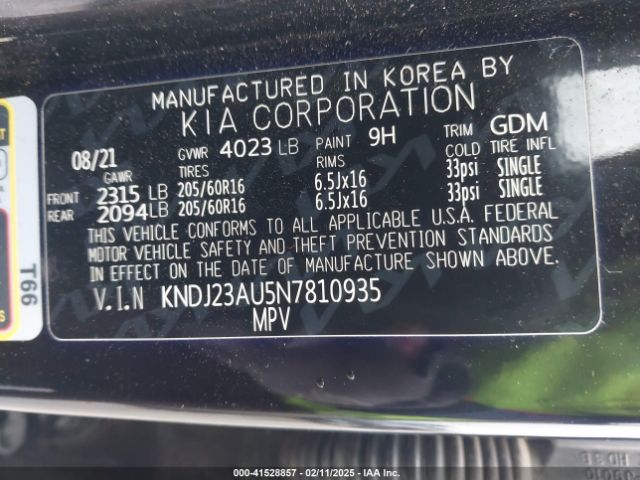 MANUFACTURED IN KOREA BY
KIA CORPORATION
08/21 GVWR 4023 LB PAINT 9H TRIM GDM
GAWR TIRES RIMS COLD TIRE INFL
FRONT 2315 LB 205/60R16 6.5Jx16 33psi SINGLE
REAR 2094 LB 205/60R16 6.5Jx16 33psi SINGLE
THIS VEHICLE CONFORMS TO ALL APPLICABLE U.S.A. FEDERAL
MOTOR VEHICLE SAFETY AND THEFT PREVENTION STANDARDS
IN EFFECT ON THE DATE OF MANUFACTURE SHOWN ABOVE.
V.I.N KNDJ23AU5N7810935
MPV
T66
000-41528857 - 02/11/2025 - IAA Inc.